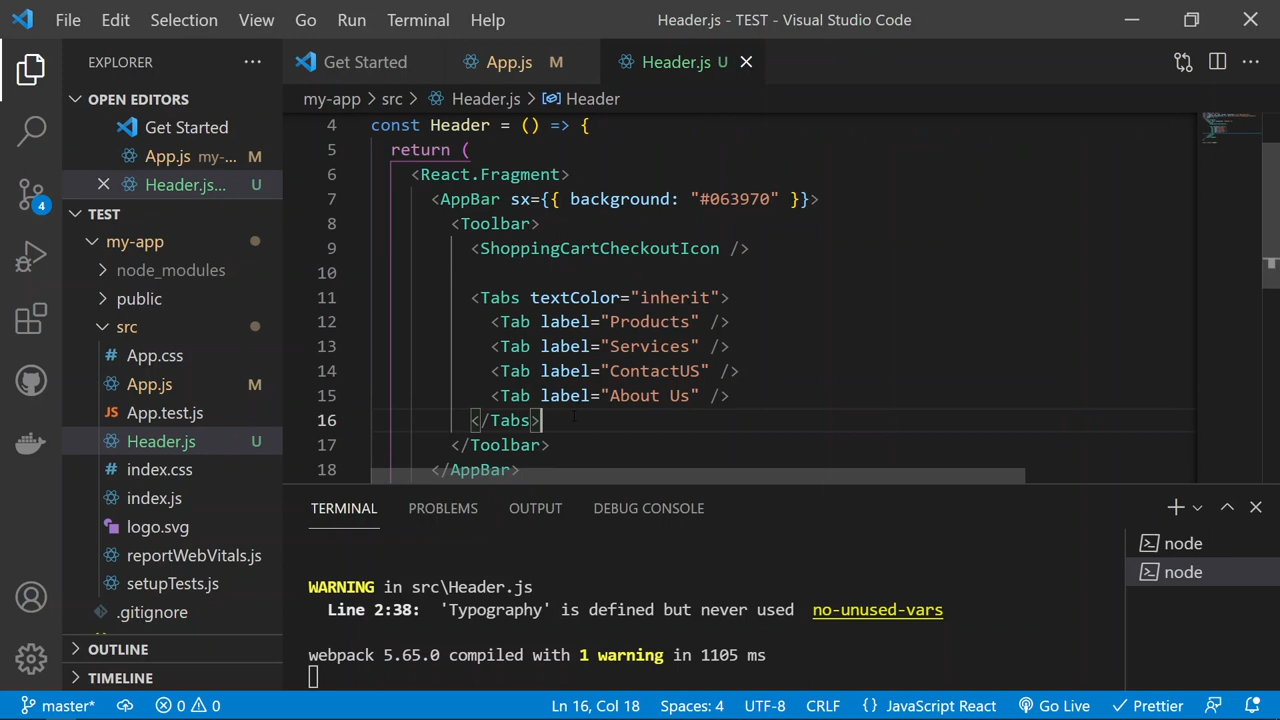 File Edit Selection View Go Run Terminal Help Header.js - TEST - Visual Studio Code
EXPLORER
OPEN EDITORS
Get Started
App.js my-... M
Header.js... U
TEST
my-app
node_modules
public
src
App.css
App.js M
App.test.js
Header.js U
index.css
index.js
logo.svg
reportWebVitals.js
setupTests.js
.gitignore
OUTLINE
TIMELINE
4
Get Started App.js M Header.js U
my-app > src > Header.js > Header
4 const Header = () => {
5 return (
6 <React.Fragment>
7 <AppBar sx={{ background: "#063970" }}>
8 <Toolbar>
9 <ShoppingCartCheckoutIcon />
10
11 <Tabs textColor="inherit">
12 <Tab label="Products" />
13 <Tab label="Services" />
14 <Tab label="ContactUS" />
15 <Tab label="About Us" />
16 </Tabs>
17 </Toolbar>
18 </AppBar>
TERMINAL PROBLEMS OUTPUT DEBUG CONSOLE
WARNING in src\Header.js
Line 2:38: 'Typography' is defined but never used no-unused-vars
webpack 5.65.0 compiled with 1 warning in 1105 ms
node
node
master* 0 0 Ln 16, Col 18 Spaces: 4 UTF-8 CRLF {} JavaScript React Go Live Prettier